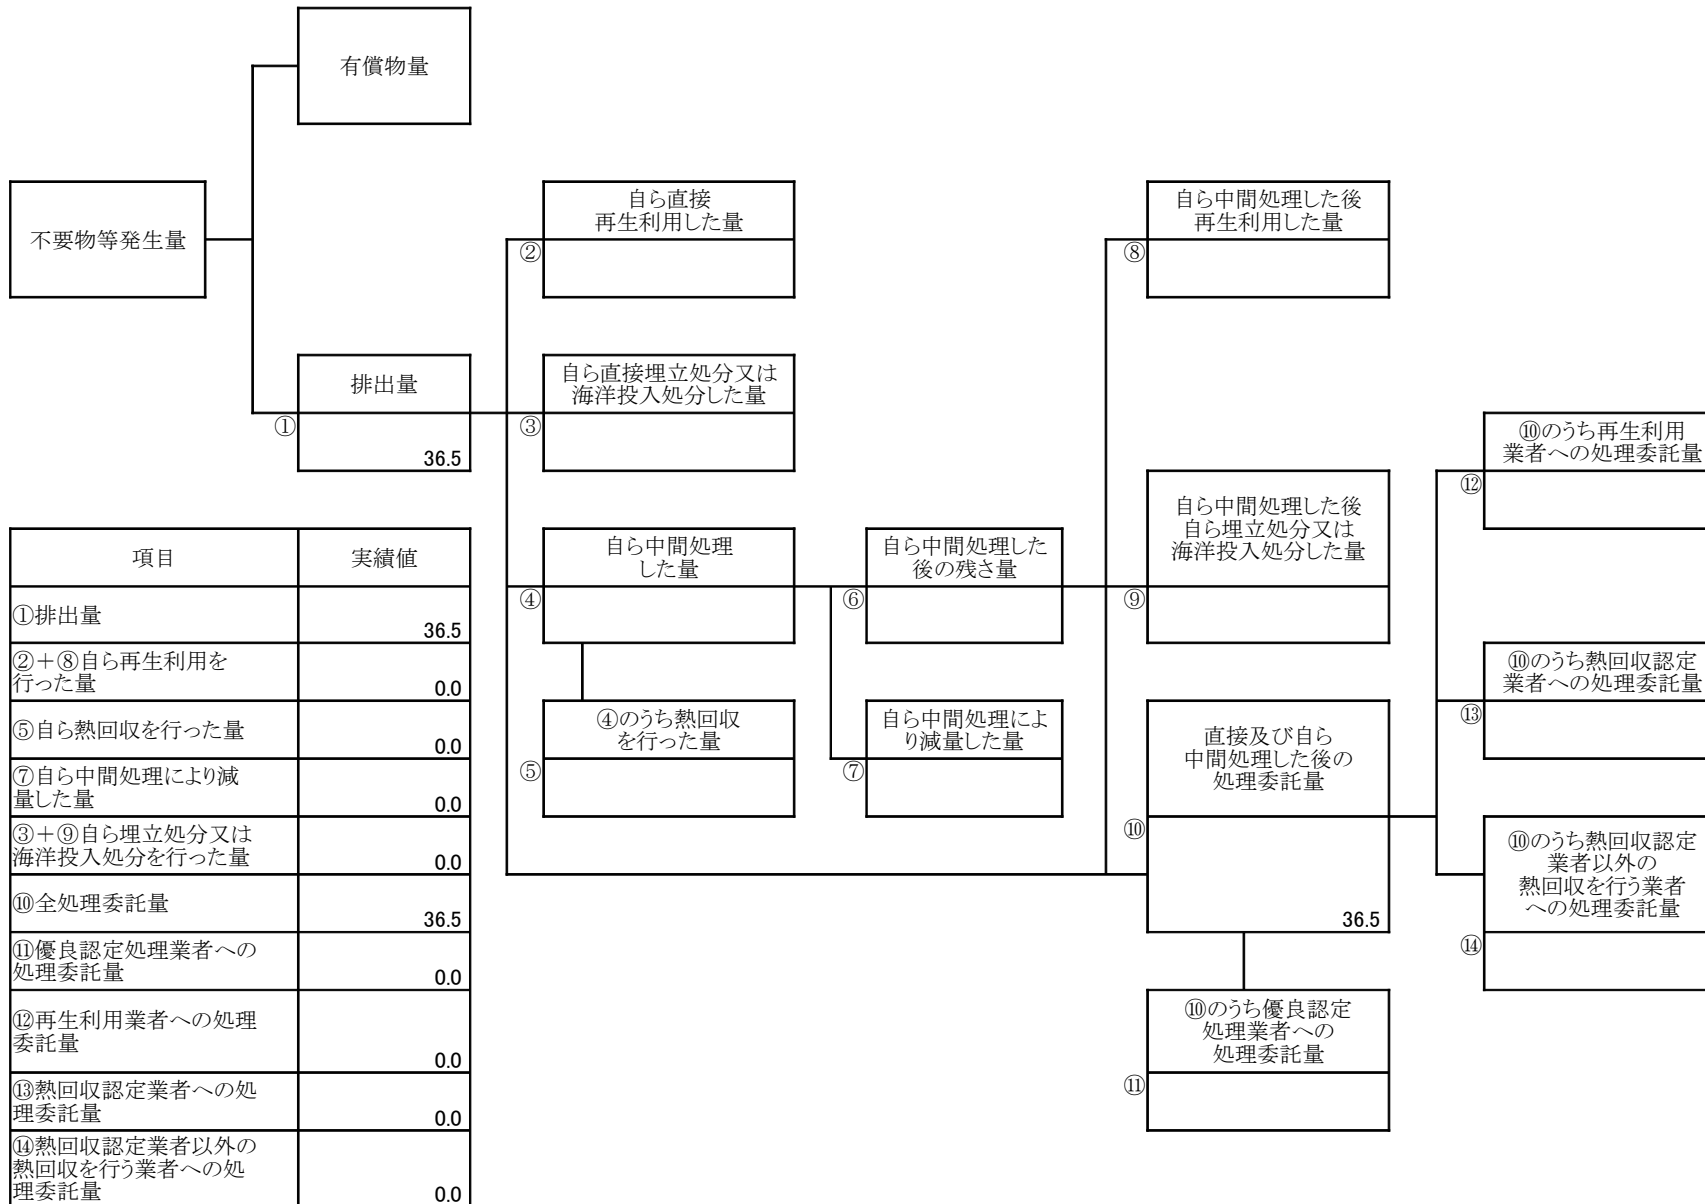 有償物量
不要物等発生量
自ら直接
再生利用した量
②
自ら中間処理した後
再生利用した量
⑧
排出量
①
36.5
自ら直接埋立処分又は
海洋投入処分した量
③
⑩のうち再生利用
業者への処理委託量
⑫
自ら中間処理した後
自ら埋立処分又は
海洋投入処分した量
⑨
自ら中間処理
した量
④
自ら中間処理した
後の残さ量
⑥
⑩のうち熱回収認定
業者への処理委託量
⑬
④のうち熱回収
を行った量
⑤
自ら中間処理によ
り減量した量
⑦
直接及び自ら
中間処理した後の
処理委託量
⑩
36.5
⑩のうち熱回収認定
業者以外の
熱回収を行う業者
への処理委託量
⑭
⑩のうち優良認定
処理業者への
処理委託量
⑪
項目 実績値
①排出量
36.5
②+⑧自ら再生利用を
行った量
0.0
⑤自ら熱回収を行った量
0.0
⑦自ら中間処理により減
量した量
0.0
③+⑨自ら埋立処分又は
海洋投入処分を行った量
0.0
⑩全処理委託量
36.5
⑪優良認定処理業者への
処理委託量
0.0
⑫再生利用業者への処理
委託量
0.0
⑬熱回収認定業者への処
理委託量
0.0
⑭熱回収認定業者以外の
熱回収を行う業者への処
理委託量
0.0